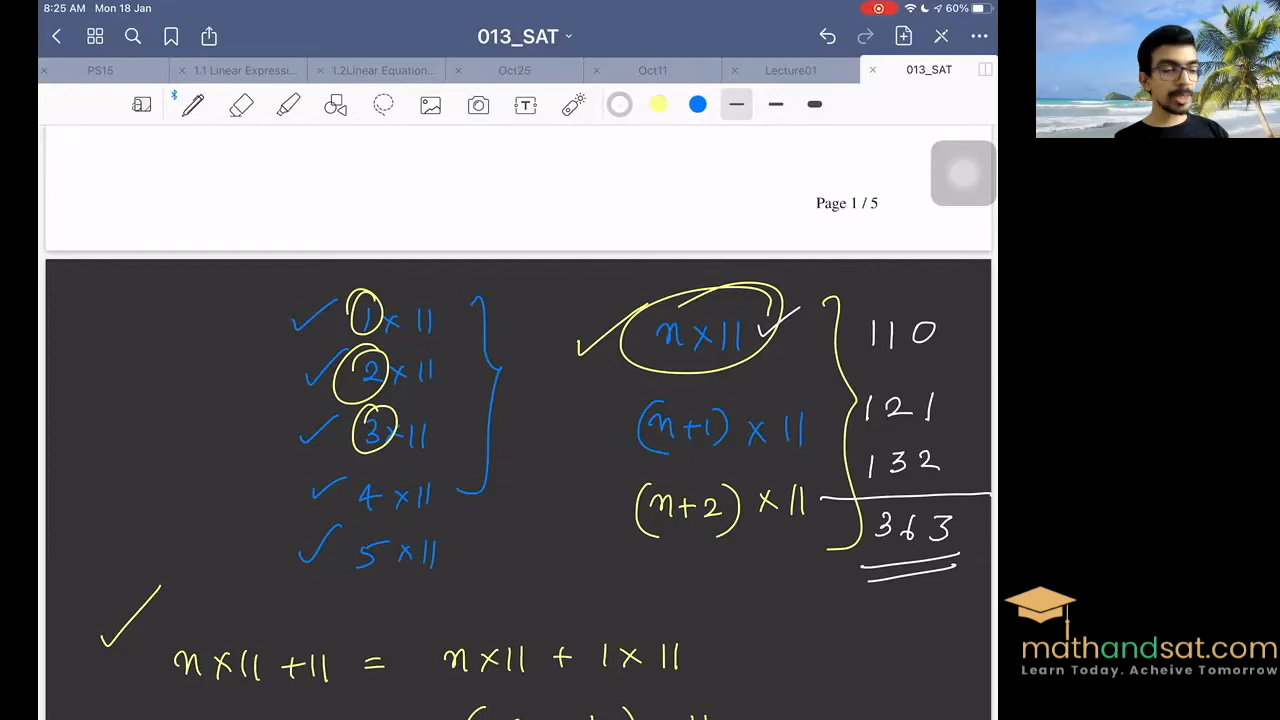 8:25 AM Mon 18 Jan
60%
013_SAT
PS15
1.1 Linear Expressi...
1.2Linear Equation...
Oct25
Oct11
Lecture01
013_SAT
T
Page 1 / 5
1 × 11
2 × 11
3 × 11
4 × 11
5 × 11
n × 11
(n+1) × 11
(n+2) × 11
110
121
132
363
n × 11 + 11 = n × 11 + 1 × 11
mathandsat.com
Learn Today. Acheive Tomorrow